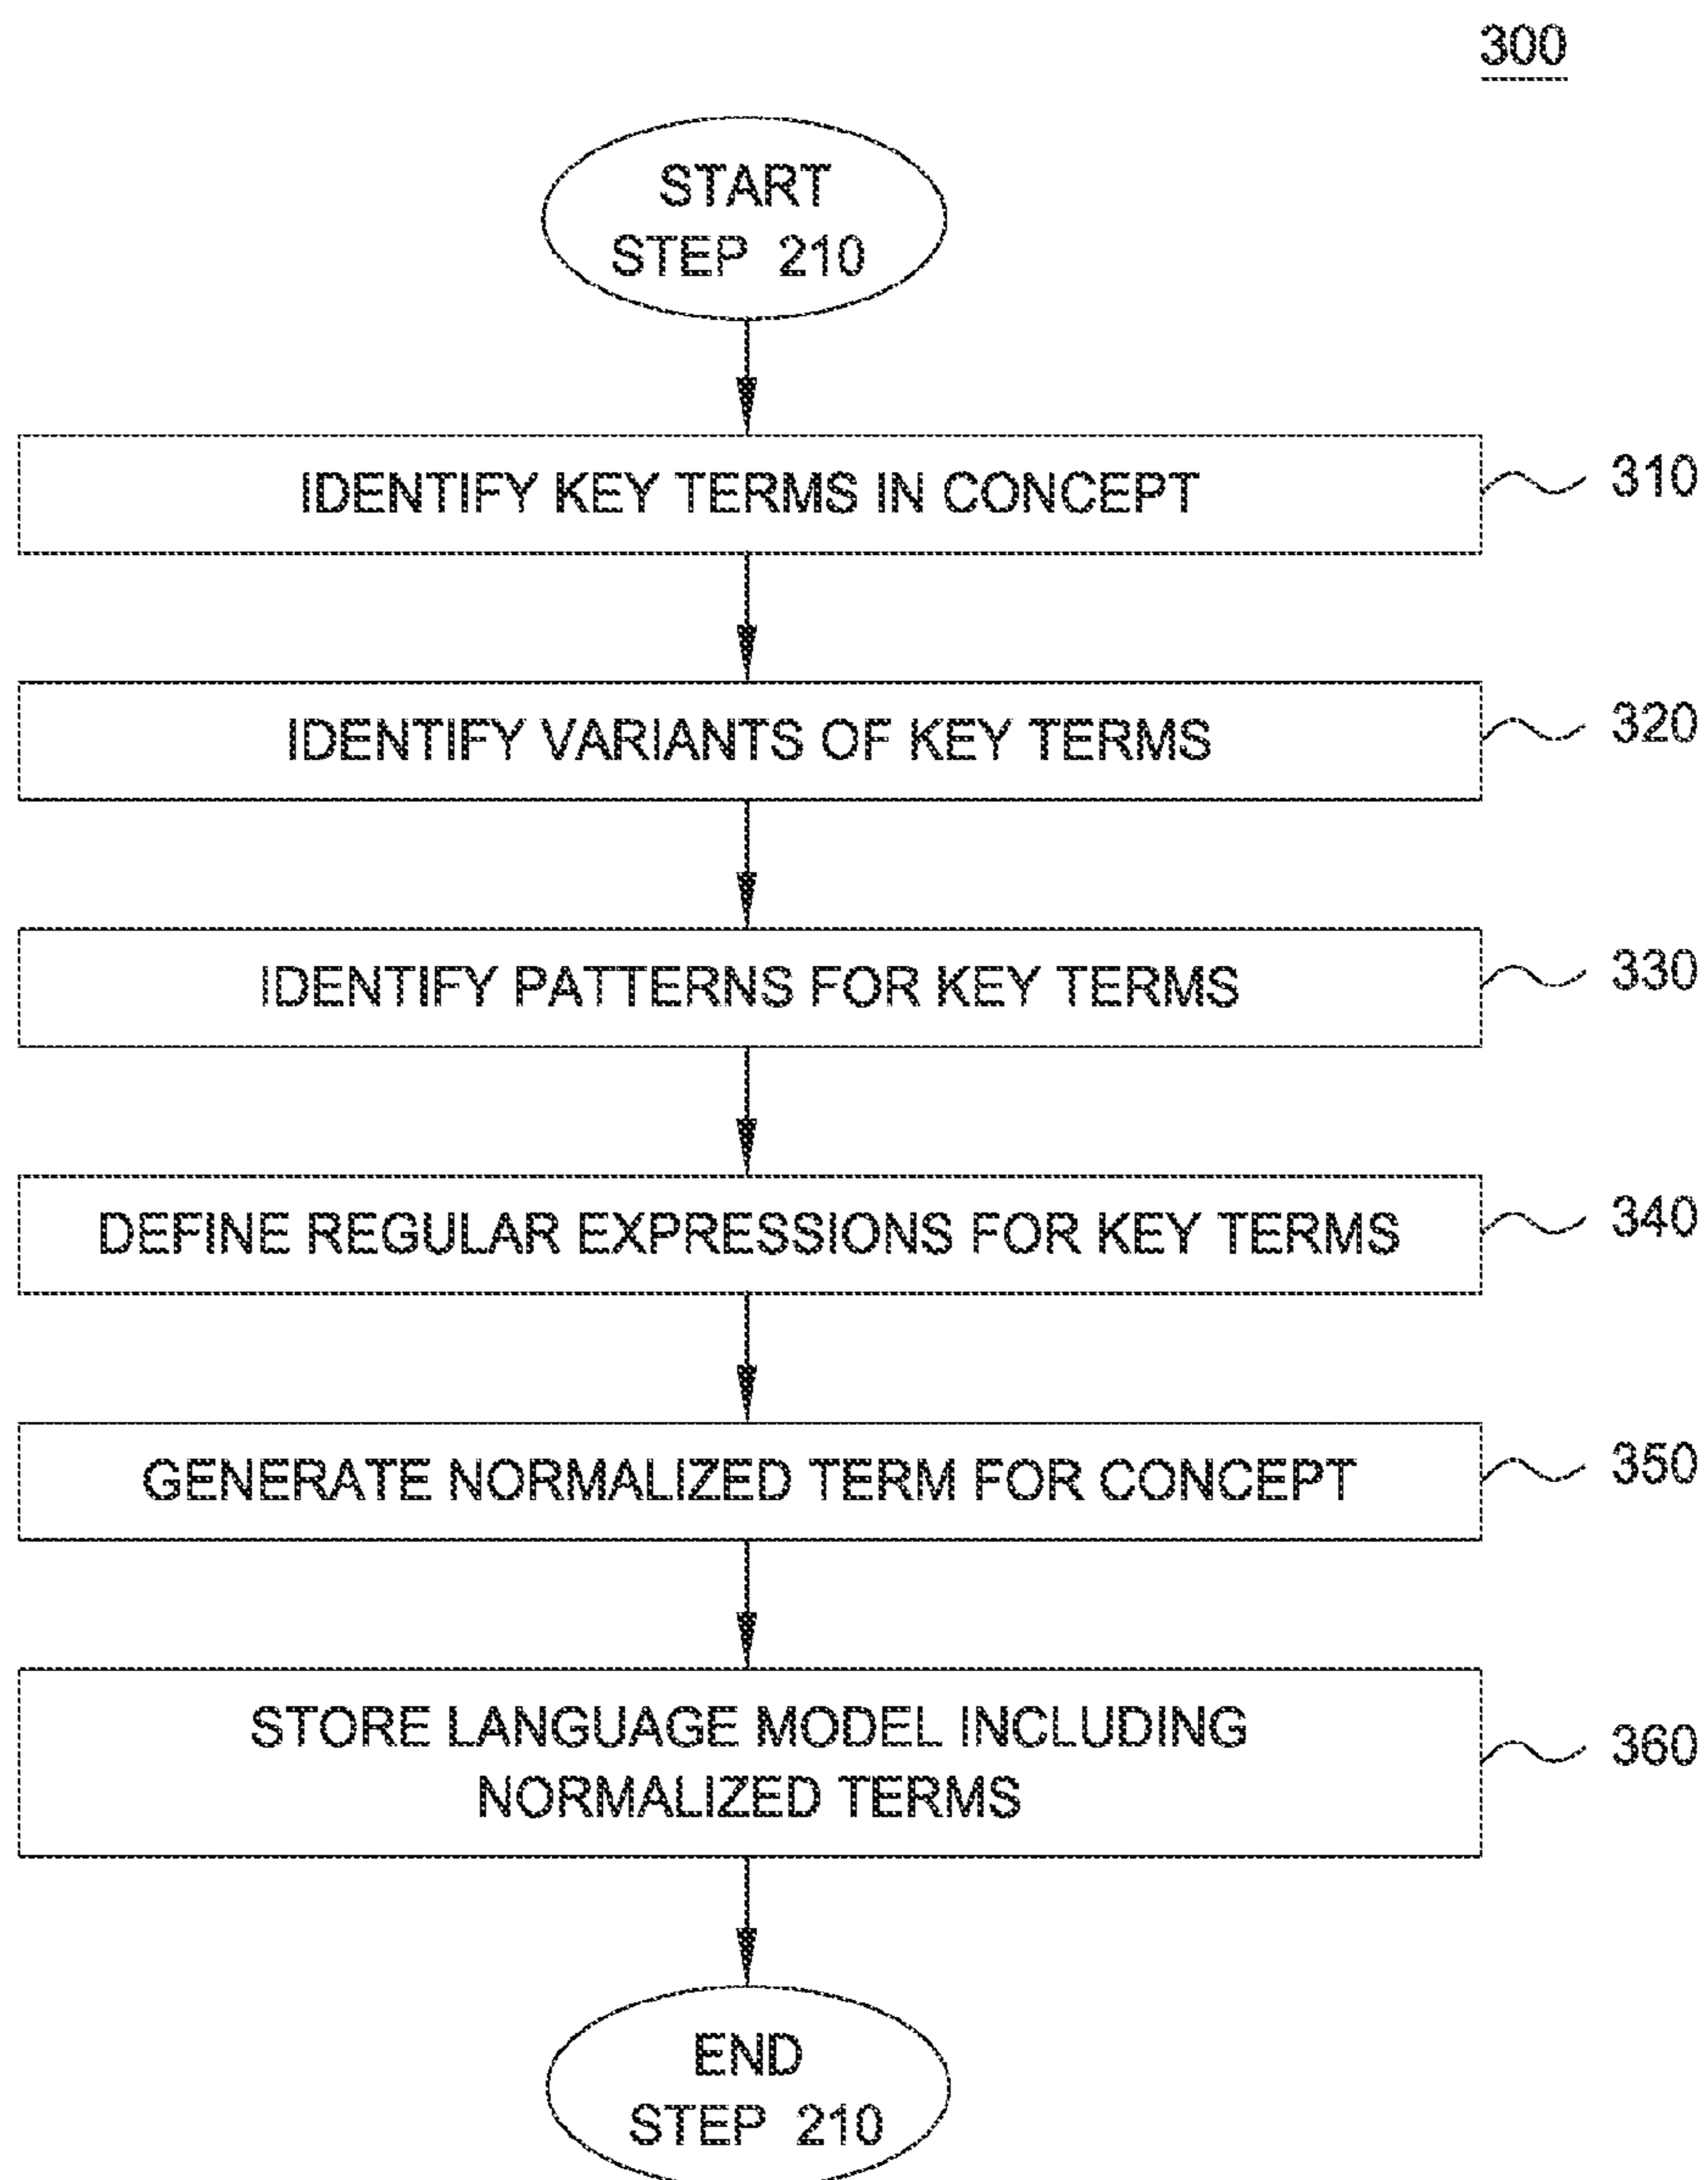 300
START
STEP 210
IDENTIFY KEY TERMS IN CONCEPT
310
IDENTIFY VARIANTS OF KEY TERMS
320
IDENTIFY PATTERNS FOR KEY TERMS
330
DEFINE REGULAR EXPRESSIONS FOR KEY TERMS
340
GENERATE NORMALIZED TERM FOR CONCEPT
350
STORE LANGUAGE MODEL INCLUDING
NORMALIZED TERMS
360
END
STEP 210